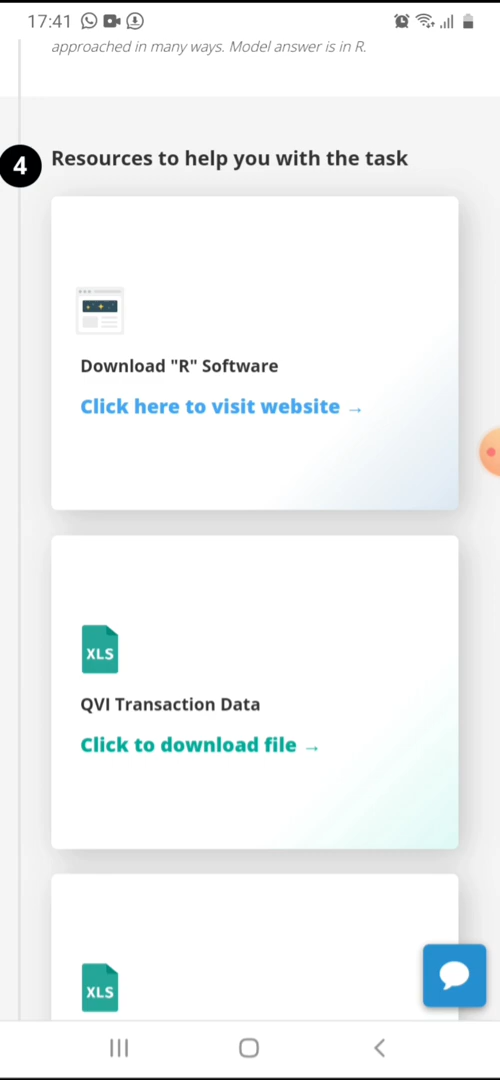 17:41
approached in many ways. Model answer is in R.
4
Resources to help you with the task
Download "R" Software
Click here to visit website →
XLS
QVI Transaction Data
Click to download file →
XLS